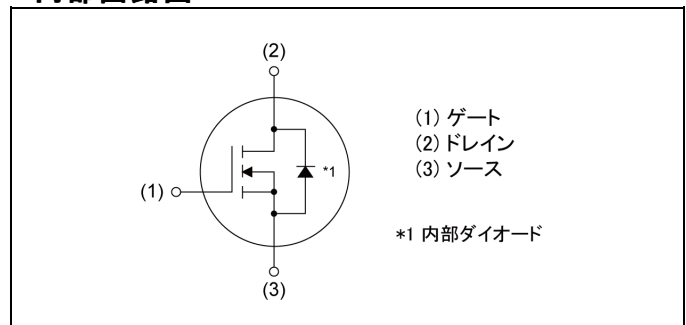 (2)
(1) ゲート
(2) ドレイン
(3) ソース
*1
(1)
*1 内部ダイオード
(3)